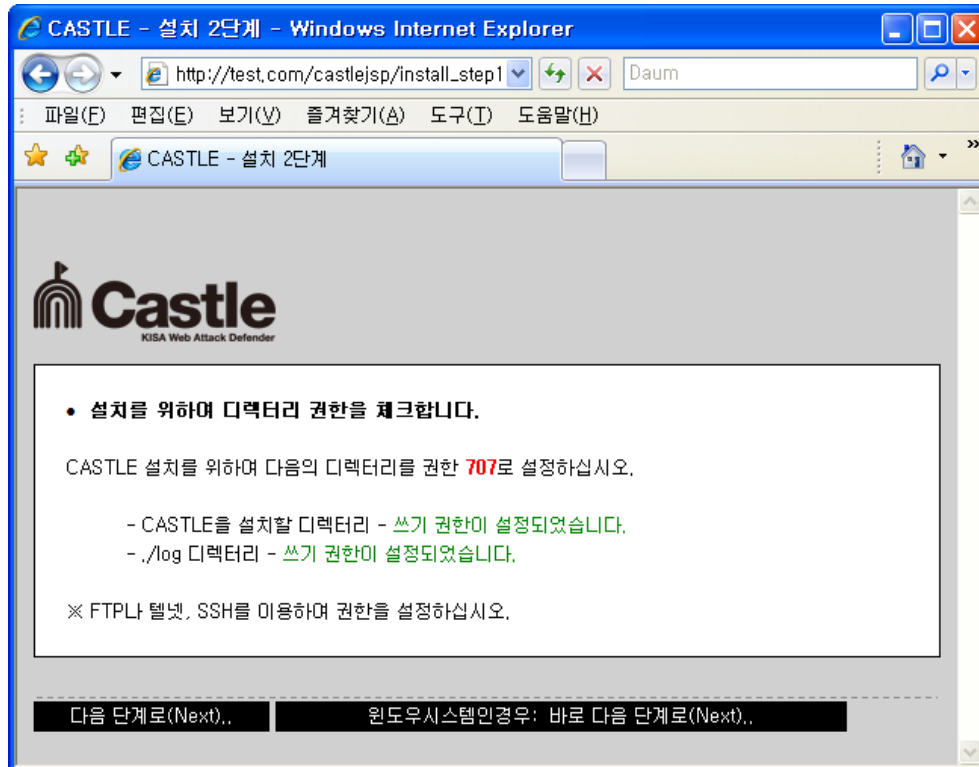 CASTLE - 설치 2단계 - Windows Internet Explorer
http://test.com/castlejsp/install_step1
Daum
파일(F) 편집(E) 보기(V) 즐겨찾기(A) 도구(T) 도움말(H)
CASTLE - 설치 2단계
Castle
KISA Web Attack Defender
• 설치를 위하여 디렉터리 권한을 체크합니다.
CASTLE 설치를 위하여 다음의 디렉터리를 권한 707로 설정하십시오.
- CASTLE을 설치할 디렉터리 - 쓰기 권한이 설정되었습니다.
- ./log 디렉터리 - 쓰기 권한이 설정되었습니다.
※ FTP나 텔넷, SSH를 이용하여 권한을 설정하십시오.
다음 단계로(Next)..
윈도우시스템인경우: 바로 다음 단계로(Next)..